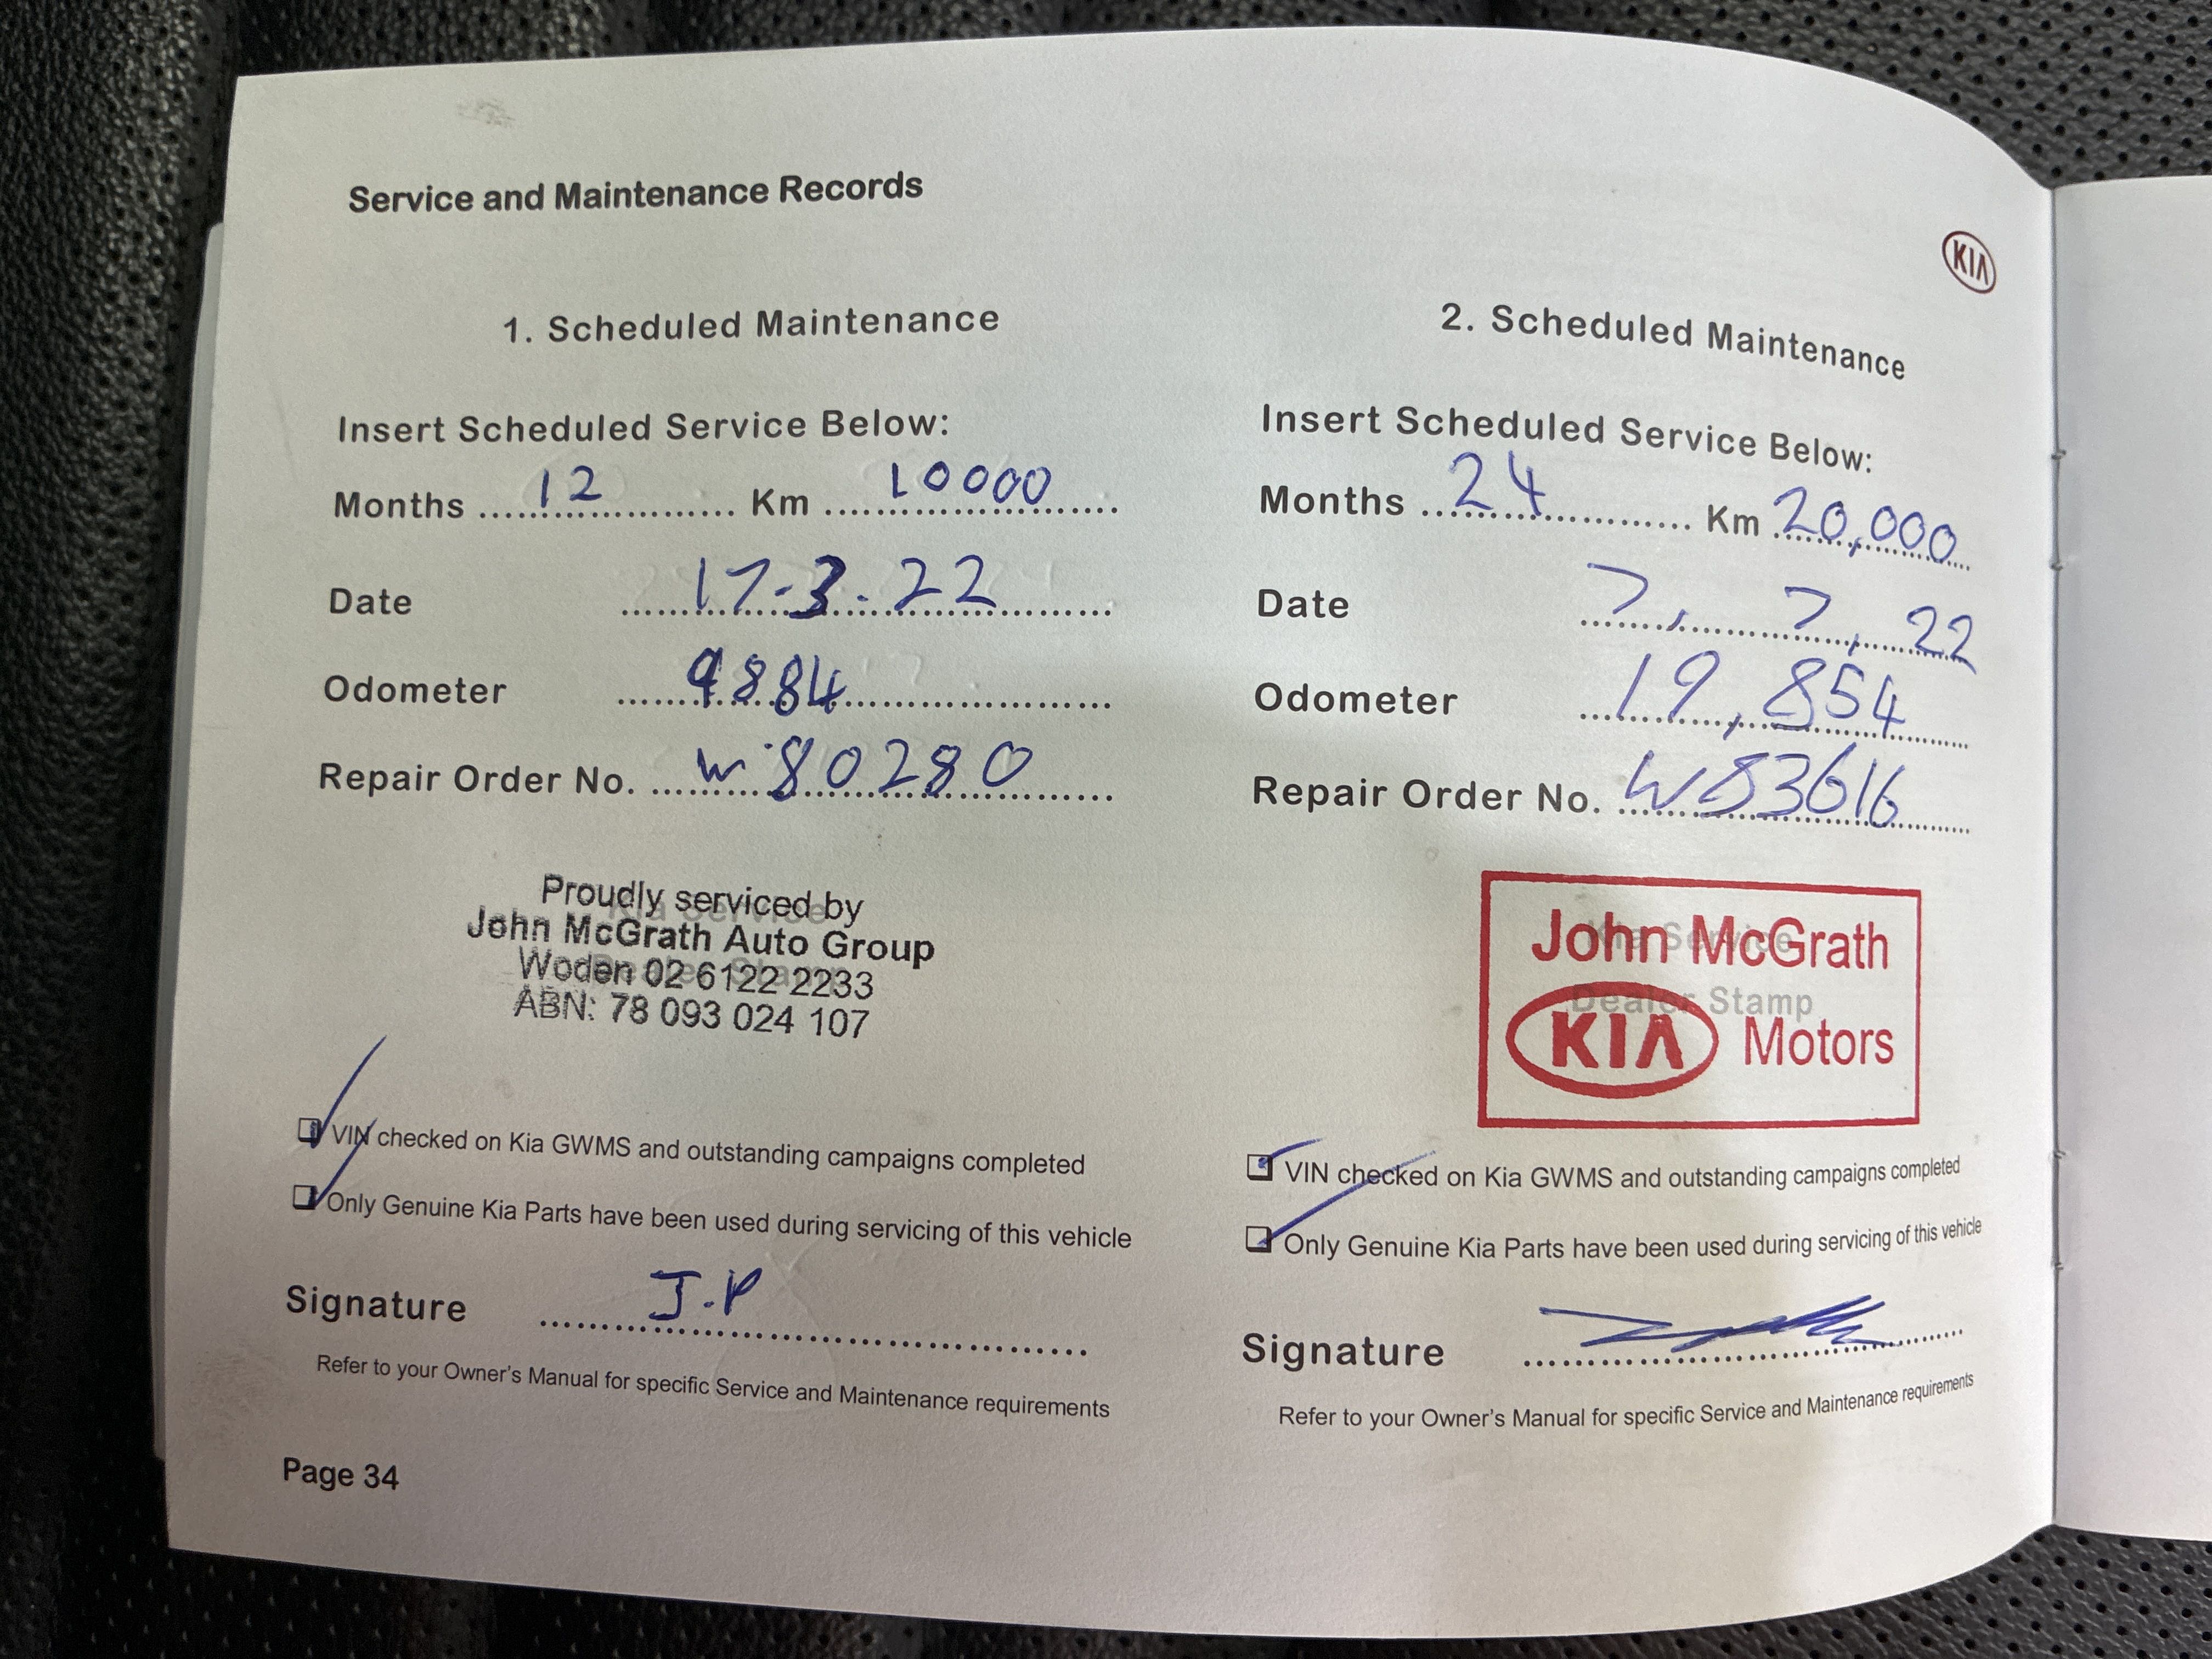 Service and Maintenance Records
KIA
1. Scheduled Maintenance
Insert Scheduled Service Below:
Months 12 Km 10000
Date 17-3-22
Odometer 9884
Repair Order No. W80280
Proudly serviced by
John McGrath Auto Group
Woden 02 6122 2233
ABN: 78 093 024 107
VIN checked on Kia GWMS and outstanding campaigns completed
Only Genuine Kia Parts have been used during servicing of this vehicle
Signature J.P
Refer to your Owner's Manual for specific Service and Maintenance requirements
Page 34
2. Scheduled Maintenance
Insert Scheduled Service Below:
Months 24 Km 20,000
Date 7, 7, 22
Odometer 19,854
Repair Order No. W83616
Kia Service
Dealer Stamp
John McGrath
KIA Motors
VIN checked on Kia GWMS and outstanding campaigns completed
Only Genuine Kia Parts have been used during servicing of this vehicle
Signature
Refer to your Owner's Manual for specific Service and Maintenance requirements